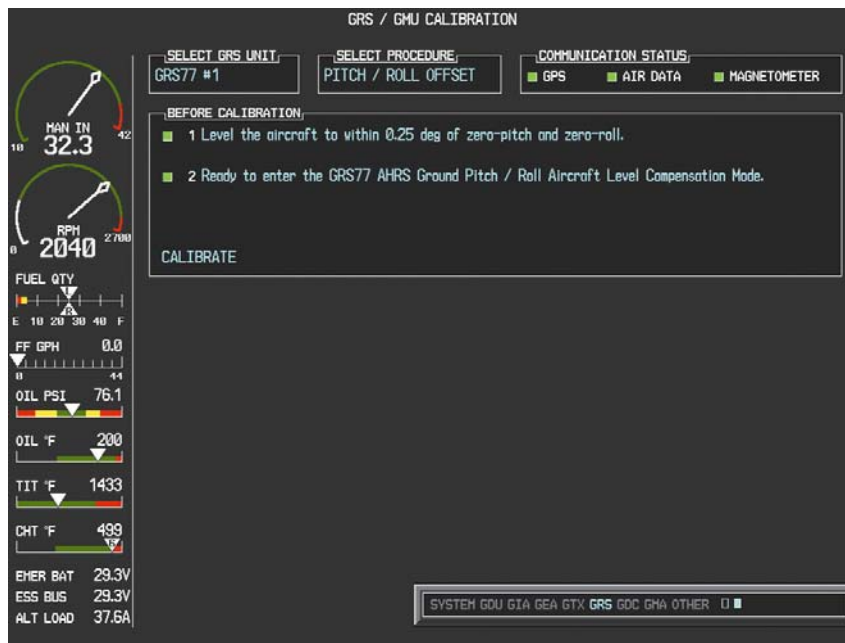 GRS / GMU CALIBRATION
SELECT GRS UNIT
GRS77 #1
SELECT PROCEDURE
PITCH / ROLL OFFSET
COMMUNICATION STATUS
GPS AIR DATA MAGNETOMETER
BEFORE CALIBRATION
1 Level the aircraft to within 0.25 deg of zero-pitch and zero-roll.
2 Ready to enter the GRS77 AHRS Ground Pitch / Roll Aircraft Level Compensation Mode.
CALIBRATE
MAN IN
10 32.3 42
RPM
0 2040 2700
FUEL QTY
L
R
E 10 20 30 40 F
FF GPH 0.0
0 44
OIL PSI 76.1
OIL °F 200
TIT °F 1433
CHT °F 499
EMER BAT 29.3V
ESS BUS 29.3V
ALT LOAD 37.6A
SYSTEM GDU GIA GEA GTX GRS GDC GMA OTHER